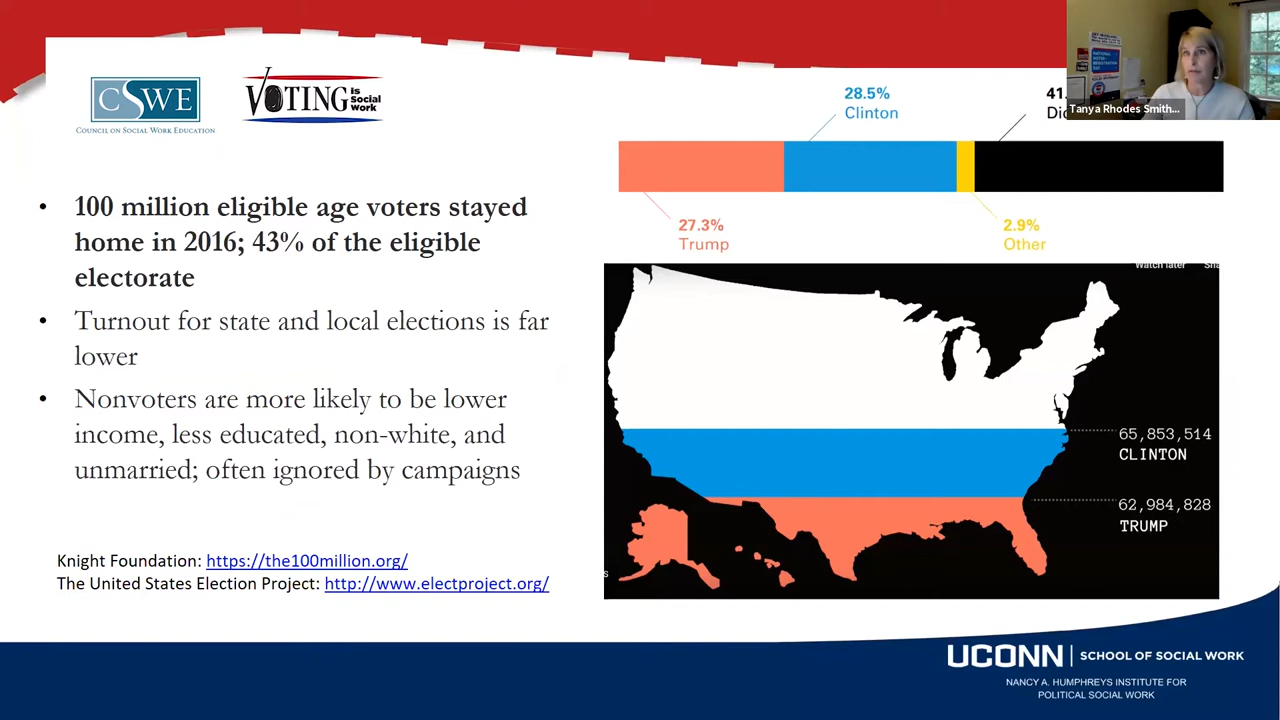 CSWE
COUNCIL ON SOCIAL WORK EDUCATION
VOTING is Social Work
• 100 million eligible age voters stayed
home in 2016; 43% of the eligible
electorate
• Turnout for state and local elections is far
lower
• Nonvoters are more likely to be lower
income, less educated, non-white, and
unmarried; often ignored by campaigns
Knight Foundation: https://the100million.org/
The United States Election Project: http://www.electproject.org/
28.5%
Clinton
41.
Tanya Rhodes Smith...
27.3%
Trump
2.9%
Other
Watch later
65,853,514
CLINTON
62,984,828
TRUMP
UCONN | SCHOOL OF SOCIAL WORK
NANCY A. HUMPHREYS INSTITUTE FOR
POLITICAL SOCIAL WORK